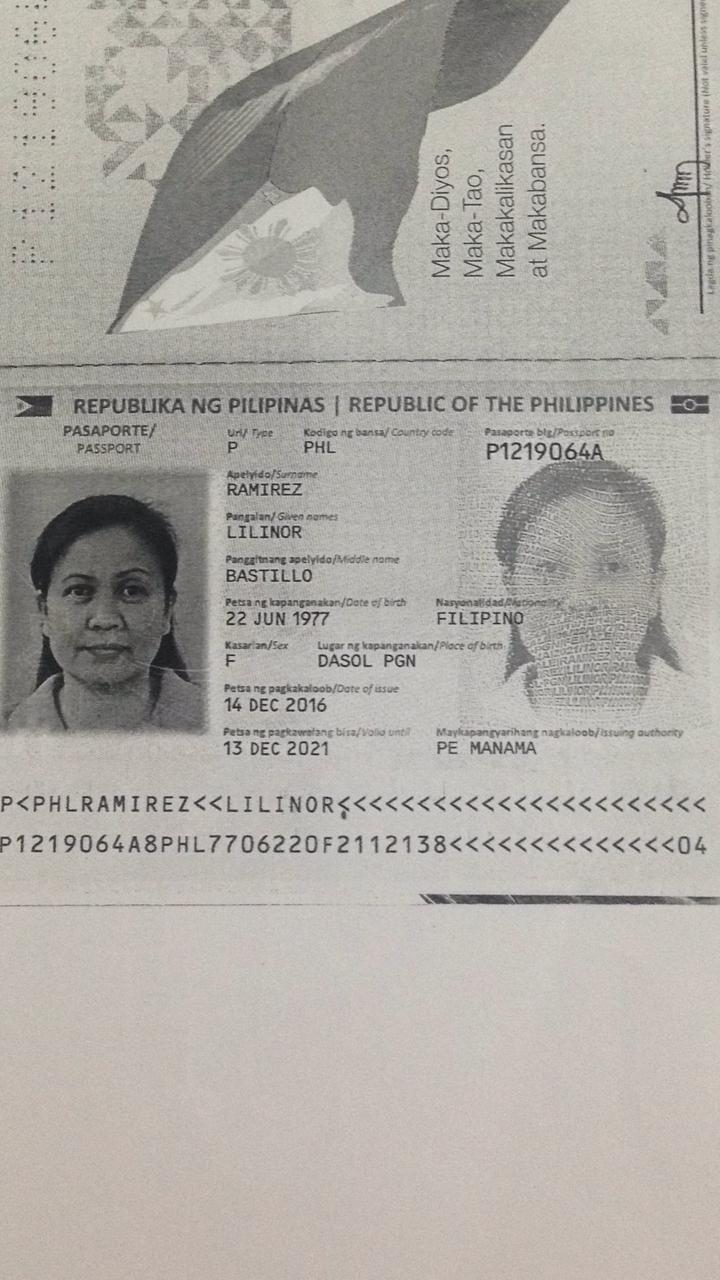 Maka-Diyos,
Maka-Tao,
Makakalikasan
at Makabansa.
Lagda ng pinagkalooban/ Holder's signature (Not valid unless signed
REPUBLIKA NG PILIPINAS | REPUBLIC OF THE PHILIPPINES
PASAPORTE/
PASSPORT
Uri/ Type Kodigo ng bansa/ Country code Pasaporte blg/Passport no
P PHL P1219064A
Apelyido/Surname
RAMIREZ
Pangalan/ Given names
LILINOR
Panggitnang apelyido/Middle name
BASTILLO
Petsa ng kapanganakan/Date of birth Nasyonalidad/Nationality
22 JUN 1977 FILIPINO
Kasarian/Sex Lugar ng kapanganakan/Place of birth
F DASOL PGN
Petsa ng pagkakaloob/Date of issue
14 DEC 2016
Petsa ng pagkawalang bisa/Valid until Maykapangyarihang nagkaloob/Issuing authority
13 DEC 2021 PE MANAMA
P<PHLRAMIREZ<<LILINOR<<<<<<<<<<<<<<<<<<<<<<<
P1219064A8PHL7706220F2112138<<<<<<<<<<<<<<04